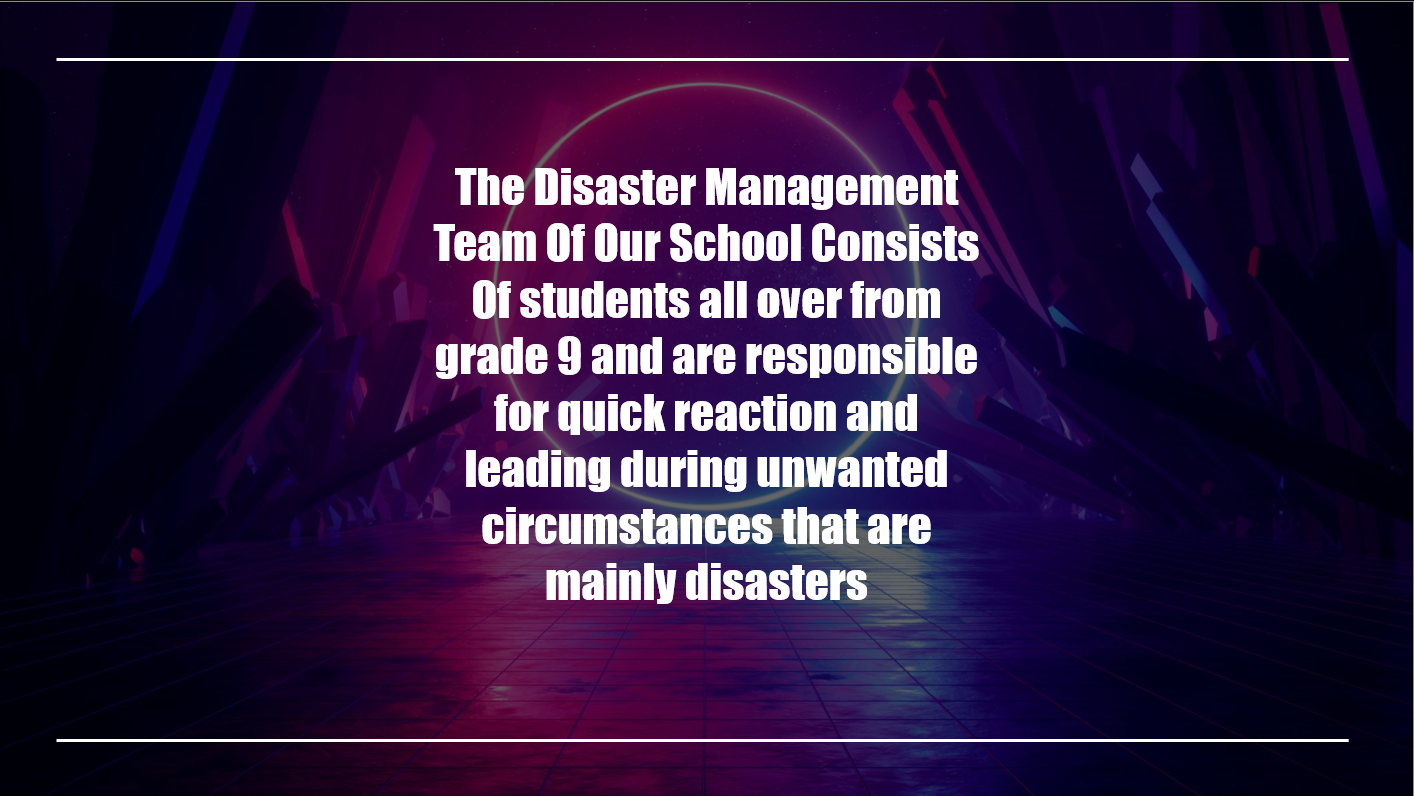 The Disaster Management
Team Of Our School Consists
Of students all over from
grade 9 and are responsible
for quick reaction and
leading during unwanted
circumstances that are
mainly disasters